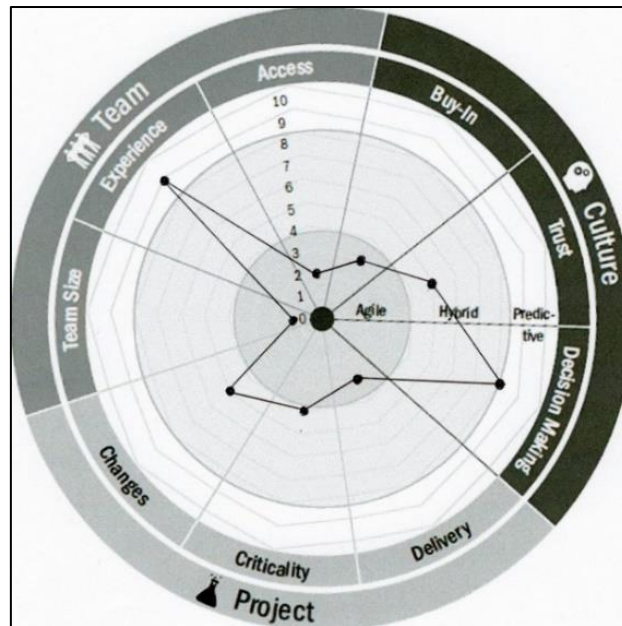 Team
Culture
Project
Access
Buy-in
Trust
Decision Making
Delivery
Criticality
Changes
Team Size
Experience
10
9
8
7
6
5
4
3
2
1
0
Agile
Hybrid
Predic-
tive